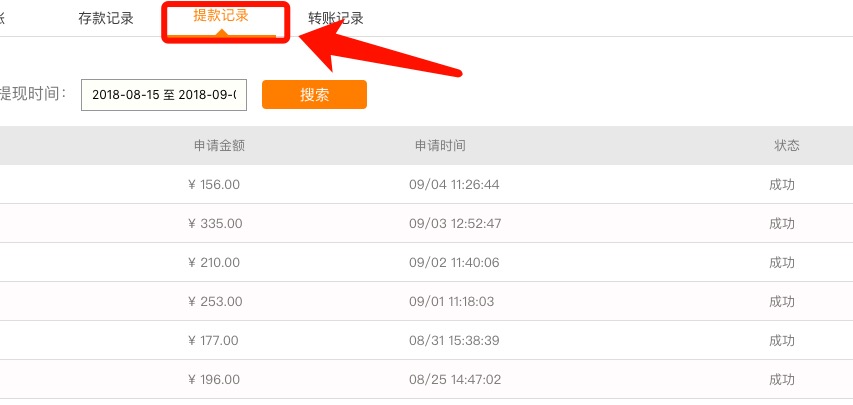 账 存款记录 提款记录 转账记录
提现时间： 2018-08-15 至 2018-09-0 搜索
申请金额 申请时间 状态
¥ 156.00 09/04 11:26:44 成功
¥ 335.00 09/03 12:52:47 成功
¥ 210.00 09/02 11:40:06 成功
¥ 253.00 09/01 11:18:03 成功
¥ 177.00 08/31 15:38:39 成功
¥ 196.00 08/25 14:47:02 成功